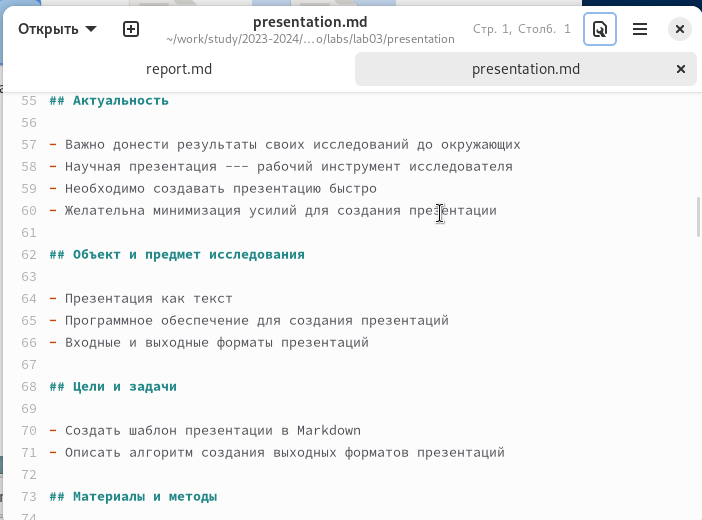 Открыть
presentation.md
~/work/study/2023-2024/…o/labs/lab03/presentation
Стр. 1, Столб. 1
report.md
presentation.md
55 ## Актуальность
56
57 - Важно донести результаты своих исследований до окружающих
58 - Научная презентация --- рабочий инструмент исследователя
59 - Необходимо создавать презентацию быстро
60 - Желательна минимизация усилий для создания презентации
61
62 ## Объект и предмет исследования
63
64 - Презентация как текст
65 - Программное обеспечение для создания презентаций
66 - Входные и выходные форматы презентаций
67
68 ## Цели и задачи
69
70 - Создать шаблон презентации в Markdown
71 - Описать алгоритм создания выходных форматов презентаций
72
73 ## Материалы и методы
74